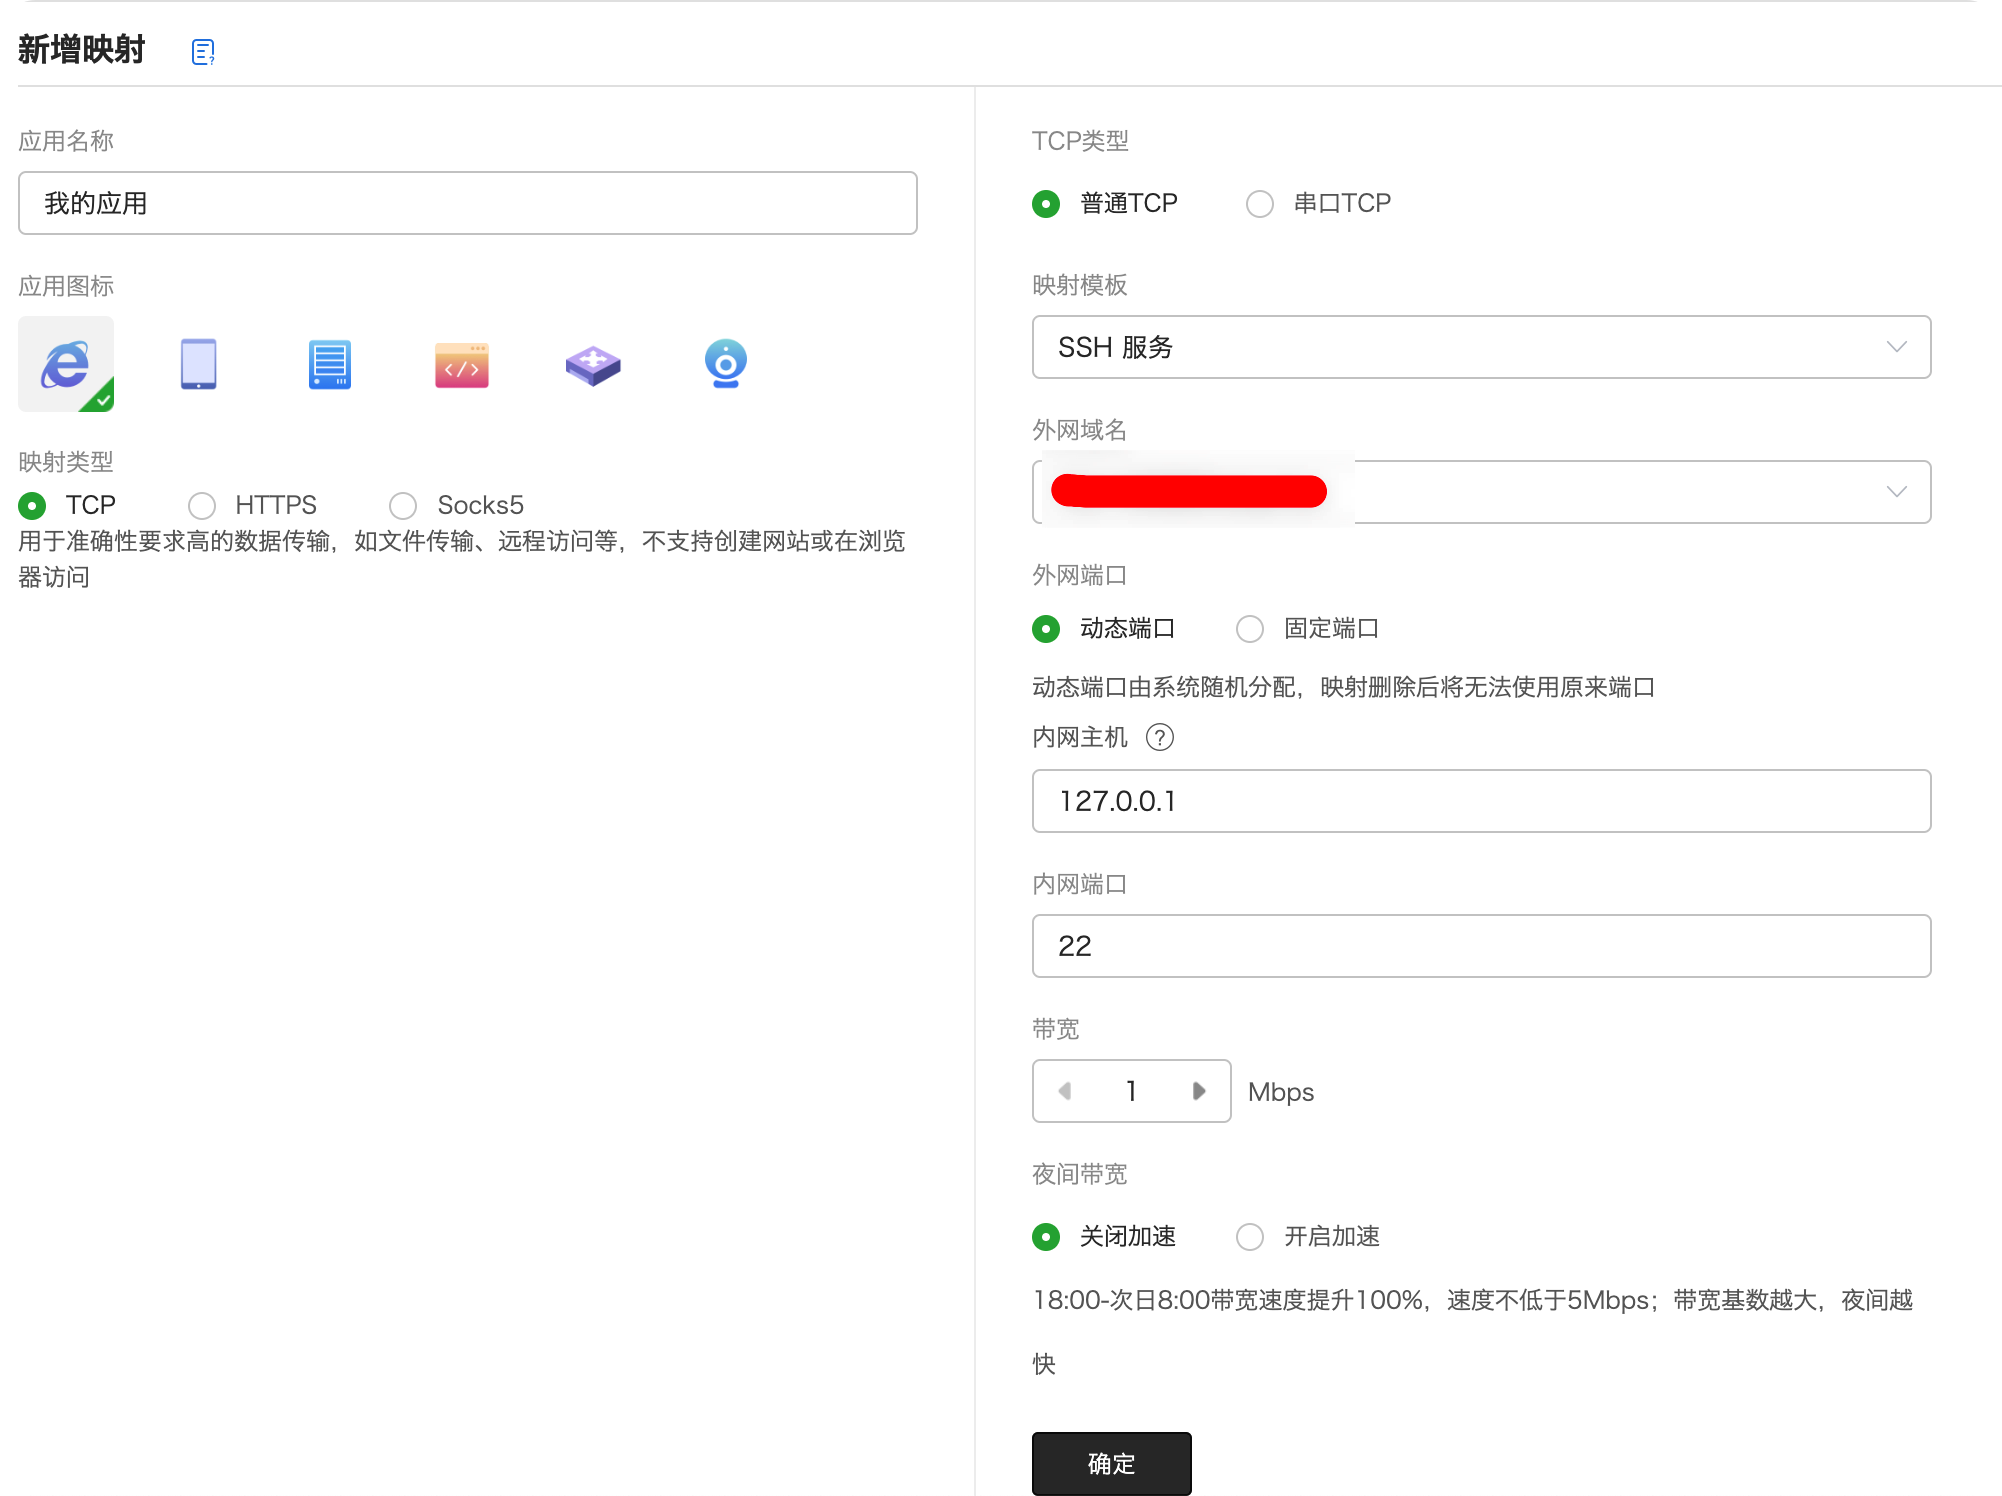 新增映射
应用名称
我的应用
应用图标
映射类型
TCP
HTTPS
Socks5
用于准确性要求高的数据传输，如文件传输、远程访问等，不支持创建网站或在浏览
器访问
TCP类型
普通TCP
串口TCP
映射模板
SSH 服务
外网域名
外网端口
动态端口
固定端口
动态端口由系统随机分配，映射删除后将无法使用原来端口
内网主机 ?
127.0.0.1
内网端口
22
带宽
1
Mbps
夜间带宽
关闭加速
开启加速
18:00-次日8:00带宽速度提升100%，速度不低于5Mbps；带宽基数越大，夜间越
快
确定